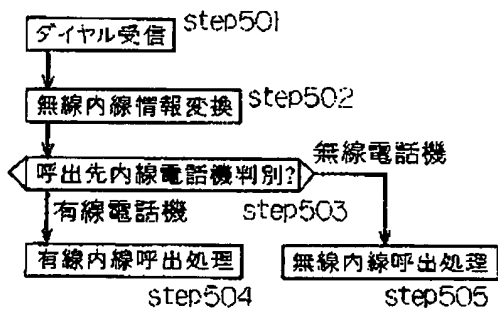 ダイヤル受信 step501
無線内線情報変換 step502
呼出先内線電話機判別? 無線電話機
有線電話機 step503
有線内線呼出処理 無線内線呼出処理
step504 step505